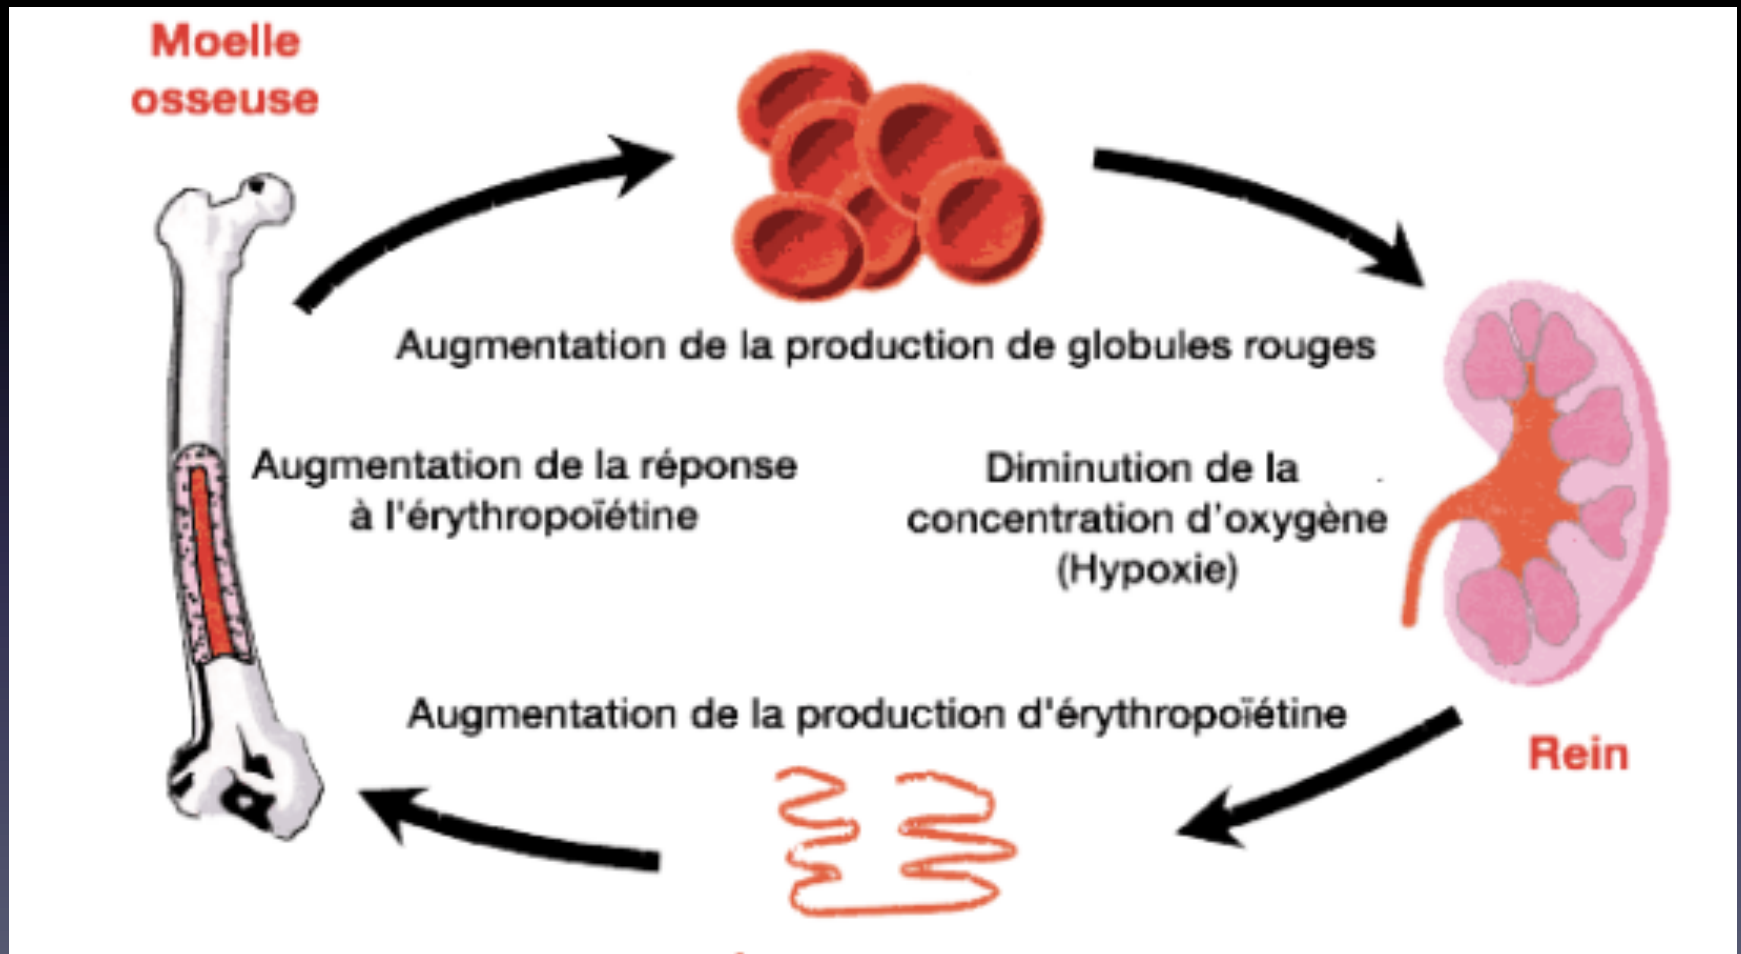 Moelle
osseuse
Augmentation de la production de globules rouges
Augmentation de la réponse
à l'érythropoïétine
Diminution de la
concentration d'oxygène
(Hypoxie)
Augmentation de la production d'érythropoïétine
Rein